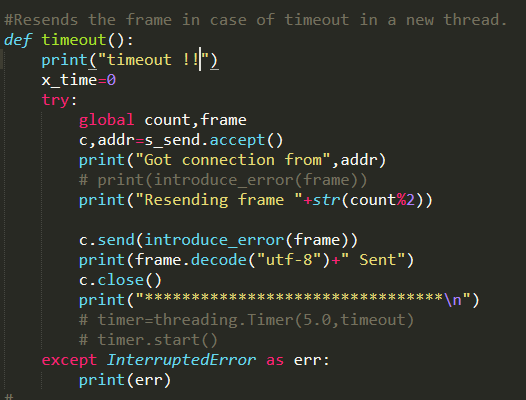 #Resends the frame in case of timeout in a new thread.
def timeout():
    print("timeout !!")
    x_time=0
    try:
        global count,frame
        c,addr=s_send.accept()
        print("Got connection from",addr)
        # print(introduce_error(frame))
        print("Resending frame "+str(count%2))

        c.send(introduce_error(frame))
        print(frame.decode("utf-8")+" Sent")
        c.close()
        print("********************************\n")
        # timer=threading.Timer(5.0,timeout)
        # timer.start()
    except InterruptedError as err:
        print(err)
#